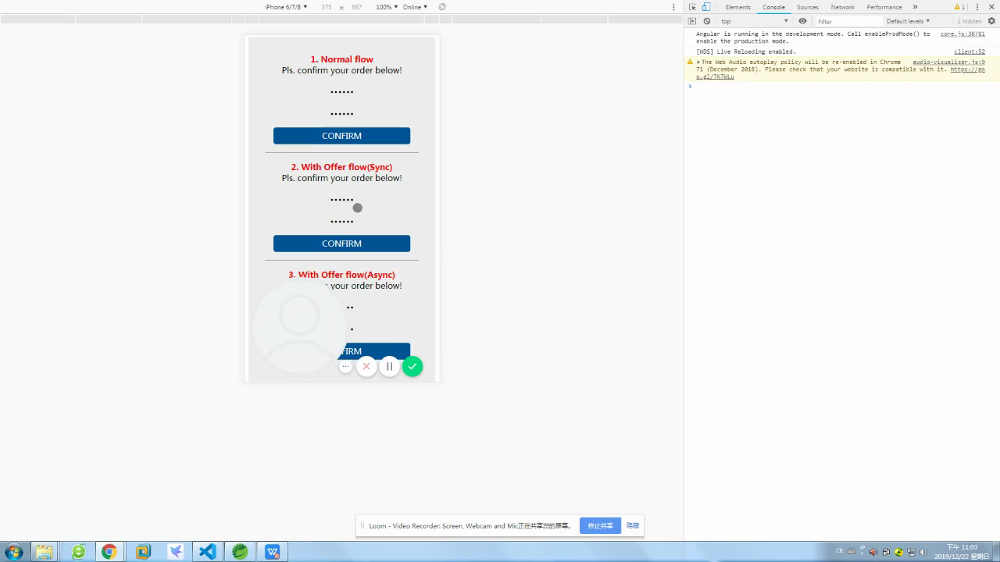 iPhone 6/7/8 ▼ 375 × 667 100% ▼ Online ▼
Elements Console Sources Network Performance » 1
top ▼ Filter Default levels ▼ 1 hidden
Angular is running in the development mode. Call enableProdMode() to core.js:38781
enable the production mode.
[WDS] Live Reloading enabled. client:52
The Web Audio autoplay policy will be re-enabled in Chrome audio-visualizer.js:9
71 (December 2018). Please check that your website is compatible with it. https://go
o.gl/7K7WLu
1. Normal flow
Pls. confirm your order below!
••••••
••••••
CONFIRM
2. With Offer flow(Sync)
Pls. confirm your order below!
••••••
••••••
CONFIRM
3. With Offer flow(Async)
your order below!
••
•
FIRM
Loom - Video Recorder: Screen, Webcam and Mic正在共享您的屏幕。 停止共享 隐藏
下午 11:03
2019/12/22 星期日